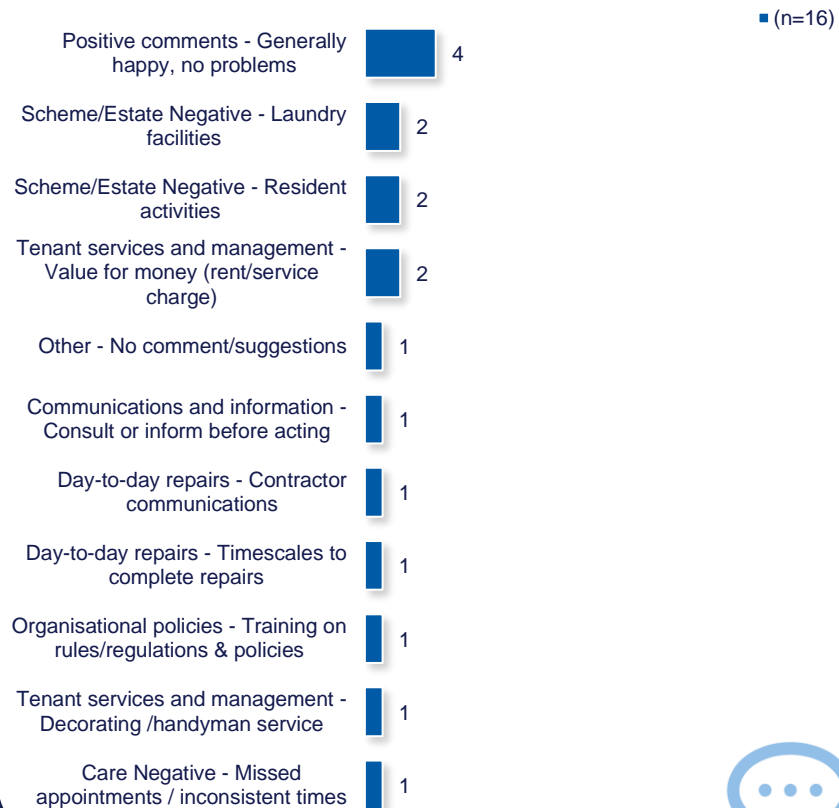 (n=16)
Positive comments - Generally
happy, no problems
4
Scheme/Estate Negative - Laundry
facilities
2
Scheme/Estate Negative - Resident
activities
2
Tenant services and management -
Value for money (rent/service
charge)
2
Other - No comment/suggestions
1
Communications and information -
Consult or inform before acting
1
Day-to-day repairs - Contractor
communications
1
Day-to-day repairs - Timescales to
complete repairs
1
Organisational policies - Training on
rules/regulations & policies
1
Tenant services and management -
Decorating /handyman service
1
Care Negative - Missed
appointments / inconsistent times
1